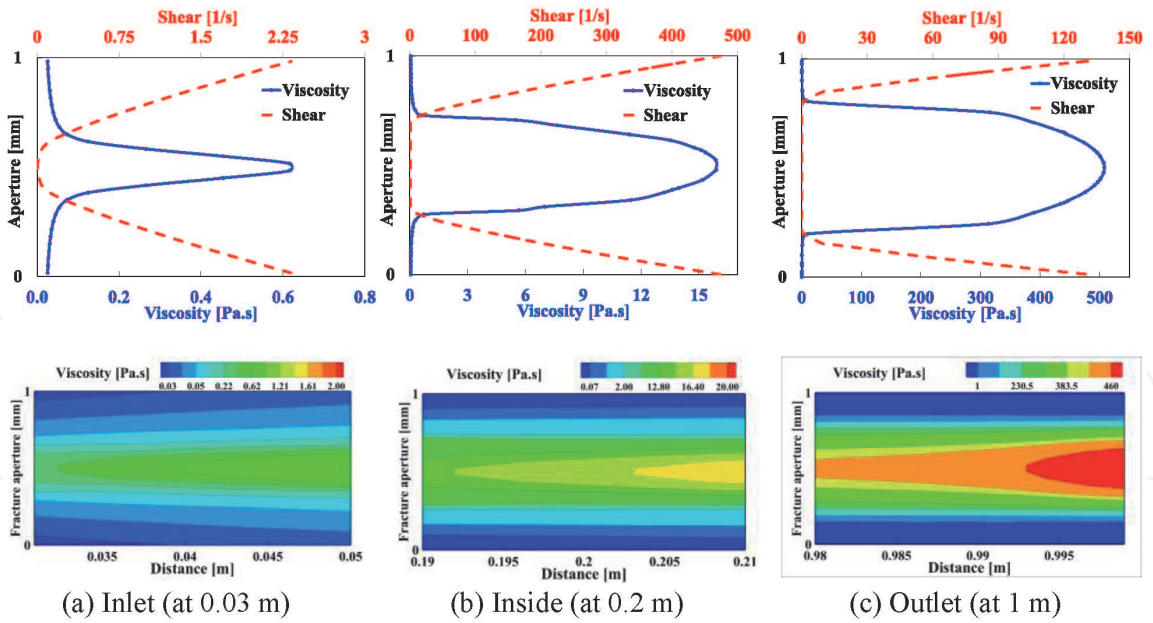 Shear [1/s]
0 0.75 1.5 2.25 3
1
Viscosity
Shear
Aperture [mm]
0
0.0 0.2 0.4 0.6 0.8
Viscosity [Pa.s]
Shear [1/s]
0 100 200 300 400 500
1
Viscosity
Shear
Aperture [mm]
0
0 3 6 9 12 15
Viscosity [Pa.s]
Shear [1/s]
0 30 60 90 120 150
1
Viscosity
Shear
Aperture [mm]
0
0 100 200 300 400 500
Viscosity [Pa.s]
Viscosity [Pa.s]
0.03 0.05 0.22 0.62 1.21 1.61 2.00
1
Fracture aperture [mm]
0
0.035 0.04 0.045 0.05
Distance [m]
Viscosity [Pa.s]
0.07 2.00 12.80 16.40 20.00
1
Fracture aperture [mm]
0
0.19 0.195 0.2 0.205 0.21
Distance [m]
Viscosity [Pa.s]
1 230.5 383.5 460
1
Fracture aperture [mm]
0
0.98 0.985 0.99 0.995
Distance [m]
(a) Inlet (at 0.03 m)
(b) Inside (at 0.2 m)
(c) Outlet (at 1 m)